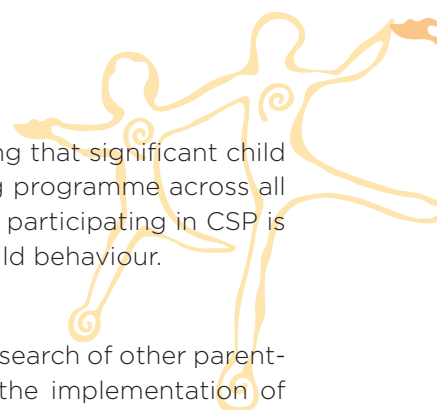 ng that significant child
g programme across all
participating in CSP is
ld behaviour.
search of other parent-
the implementation of